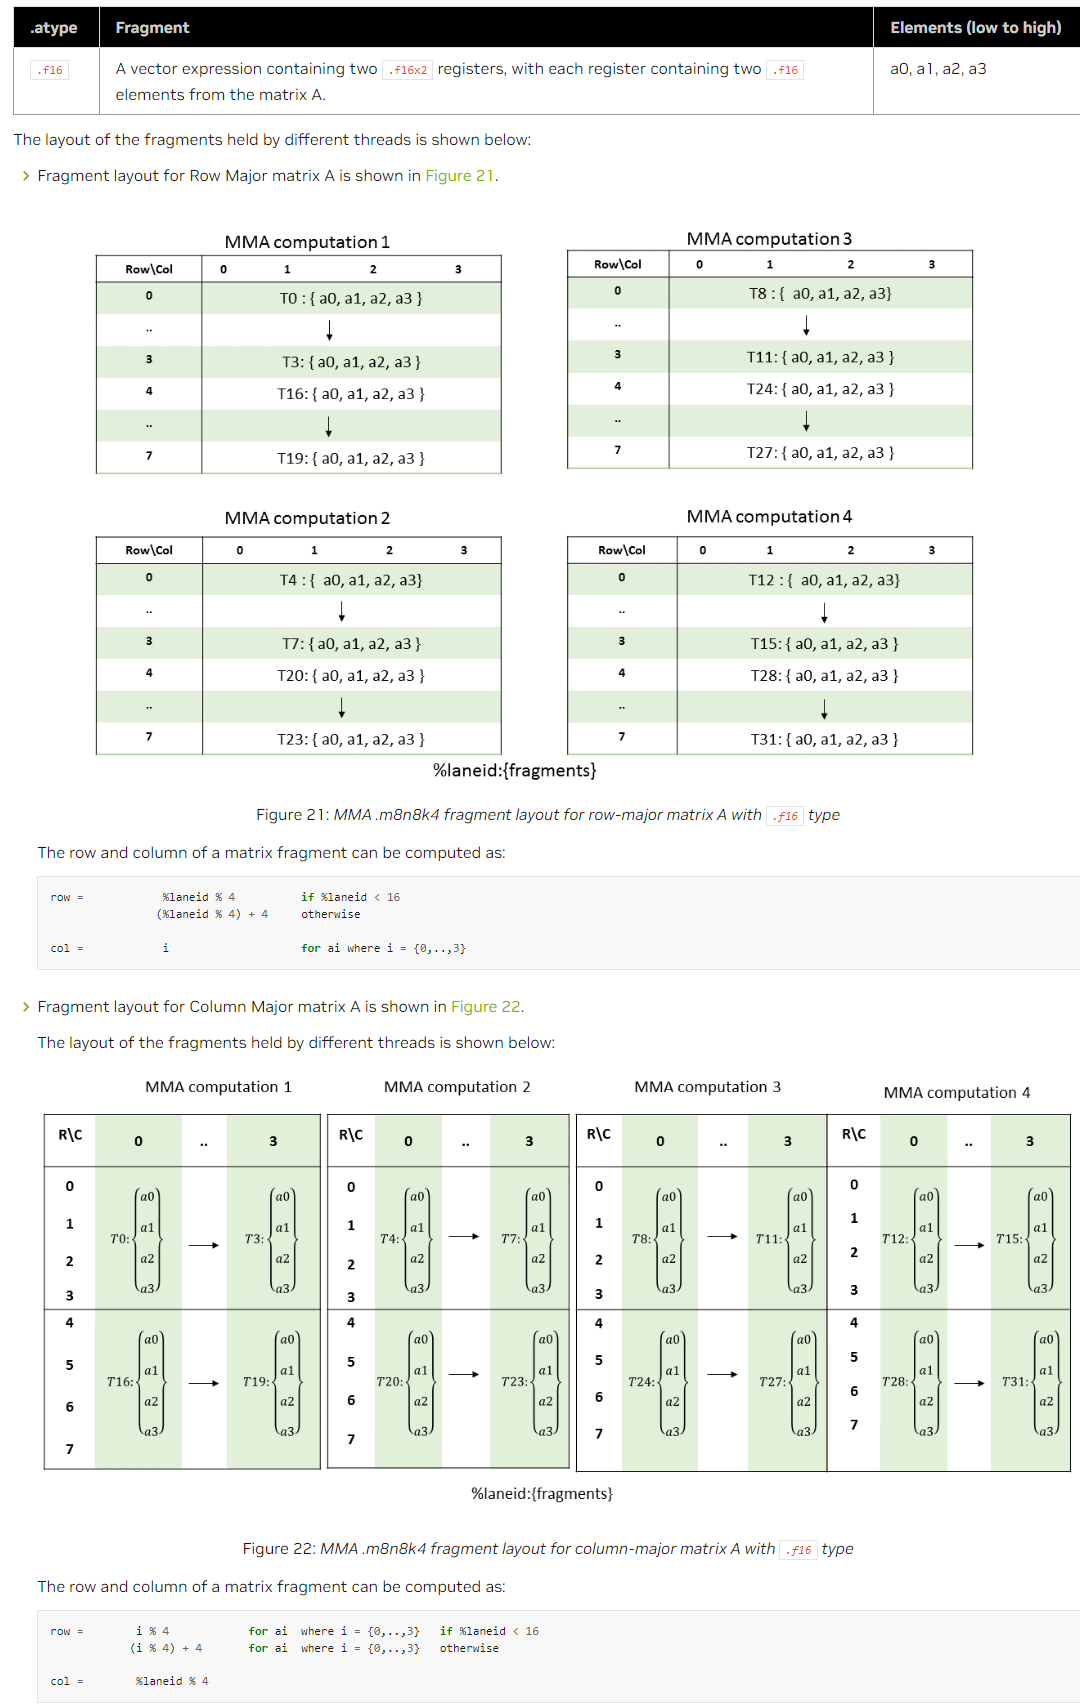 .atype Fragment Elements (low to high)
.f16 A vector expression containing two .f16x2 registers, with each register containing two .f16 a0, a1, a2, a3
elements from the matrix A.
The layout of the fragments held by different threads is shown below:
> Fragment layout for Row Major matrix A is shown in Figure 21.
MMA computation 1
Row\Col 0 1 2 3
0 T0 : { a0, a1, a2, a3 }
..
3 T3: { a0, a1, a2, a3 }
4 T16: { a0, a1, a2, a3 }
..
7 T19: { a0, a1, a2, a3 }
MMA computation 3
Row\Col 0 1 2 3
0 T8 : { a0, a1, a2, a3}
..
3 T11: { a0, a1, a2, a3 }
4 T24: { a0, a1, a2, a3 }
..
7 T27: { a0, a1, a2, a3 }
MMA computation 2
Row\Col 0 1 2 3
0 T4 : { a0, a1, a2, a3}
..
3 T7: { a0, a1, a2, a3 }
4 T20: { a0, a1, a2, a3 }
..
7 T23: { a0, a1, a2, a3 }
MMA computation 4
Row\Col 0 1 2 3
0 T12 : { a0, a1, a2, a3}
..
3 T15: { a0, a1, a2, a3 }
4 T28: { a0, a1, a2, a3 }
..
7 T31: { a0, a1, a2, a3 }
%laneid:{fragments}
Figure 21: MMA .m8n8k4 fragment layout for row-major matrix A with .f16 type
The row and column of a matrix fragment can be computed as:
row = %laneid % 4 if %laneid < 16
(%laneid % 4) + 4 otherwise
col = i for ai where i = {0,..,3}
> Fragment layout for Column Major matrix A is shown in Figure 22.
The layout of the fragments held by different threads is shown below:
MMA computation 1 MMA computation 2 MMA computation 3 MMA computation 4
R\C 0 .. 3 R\C 0 .. 3 R\C 0 .. 3 R\C 0 .. 3
0 a0 a0 0 a0 a0 0 a0 a0 0 a0 a0
1 a1 a1 1 a1 a1 1 a1 a1 1 a1 a1
T0: T3: T4: T7: T8: T11: T12: T15:
2 a2 a2 2 a2 a2 2 a2 a2 2 a2 a2
3 a3 a3 3 a3 a3 3 a3 a3 3 a3 a3
4 a0 a0 4 a0 a0 4 a0 a0 4 a0 a0
5 a1 a1 5 a1 a1 5 a1 a1 5 a1 a1
T16: T19: T20: T23: T24: T27: T28: T31:
6 a2 a2 6 a2 a2 6 a2 a2 6 a2 a2
7 a3 a3 7 a3 a3 7 a3 a3 7 a3 a3
%laneid:{fragments}
Figure 22: MMA .m8n8k4 fragment layout for column-major matrix A with .f16 type
The row and column of a matrix fragment can be computed as:
row = i % 4 for ai where i = {0,..,3} if %laneid < 16
(i % 4) + 4 for ai where i = {0,..,3} otherwise
col = %laneid % 4